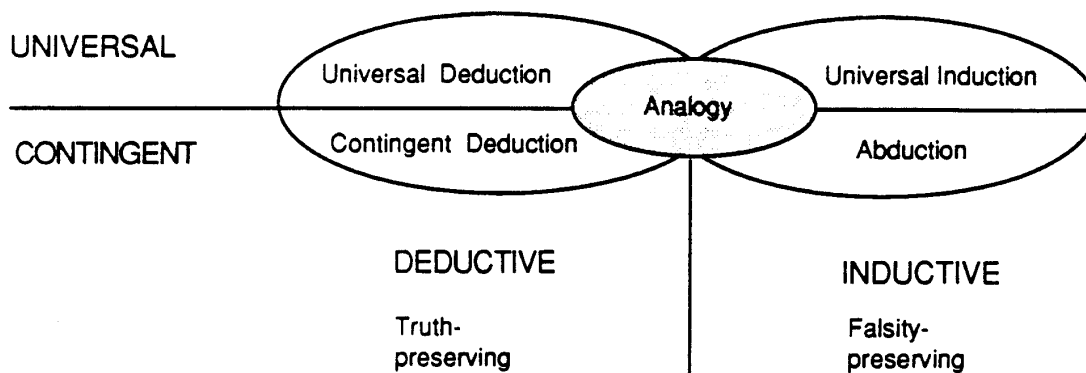 UNIVERSAL
Universal Deduction
Universal Induction
Analogy
CONTINGENT
Contingent Deduction
Abduction
DEDUCTIVE
INDUCTIVE
Truth-
preserving
Falsity-
preserving